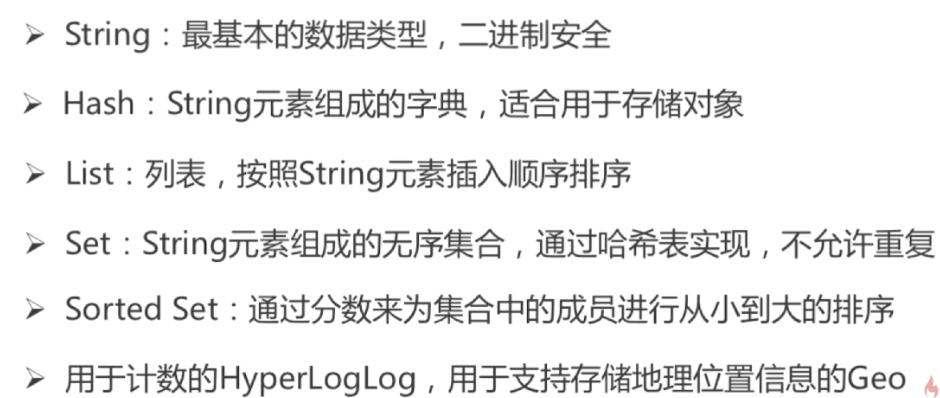 ➢ String：最基本的数据类型，二进制安全
➢ Hash：String元素组成的字典，适合用于存储对象
➢ List：列表，按照String元素插入顺序排序
➢ Set：String元素组成的无序集合，通过哈希表实现，不允许重复
➢ Sorted Set：通过分数来为集合中的成员进行从小到大的排序
➢ 用于计数的HyperLogLog，用于支持存储地理位置信息的Geo